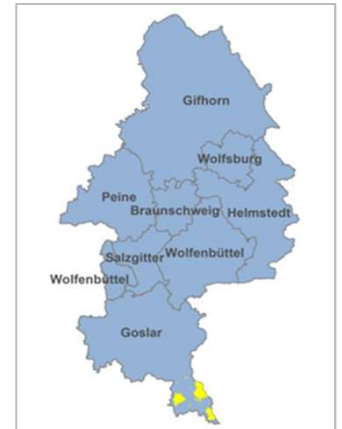 Gifhorn
Wolfsburg
Peine
Braunschweig
Helmstedt
Salzgitter
Wolfenbüttel
Wolfenbüttel
Goslar